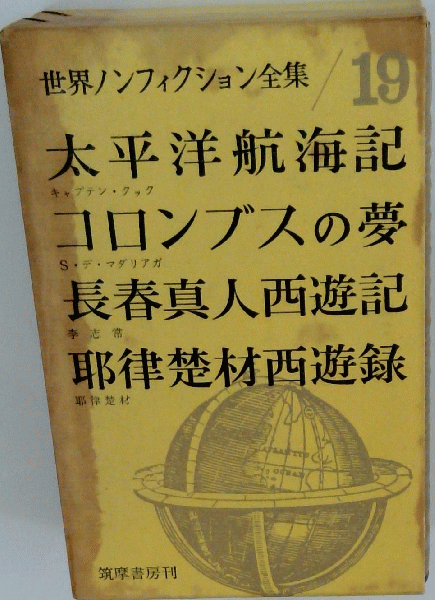 世界ノンフィクション全集/19
太平洋航海記
キャプテン・クック
コロンブスの夢
S・デ・マダリアガ
長春真人西遊記
李志常
耶律楚材西遊録
耶律楚材
筑摩書房刊